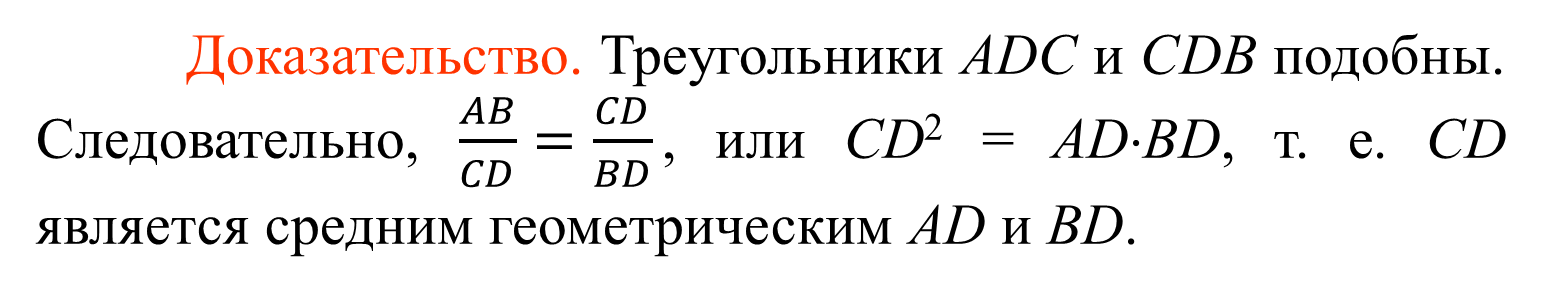 Доказательство. Треугольники ADC и CDB подобны.
Следовательно, AB/CD = CD/BD, или CD² = AD·BD, т. е. CD
является средним геометрическим AD и BD.